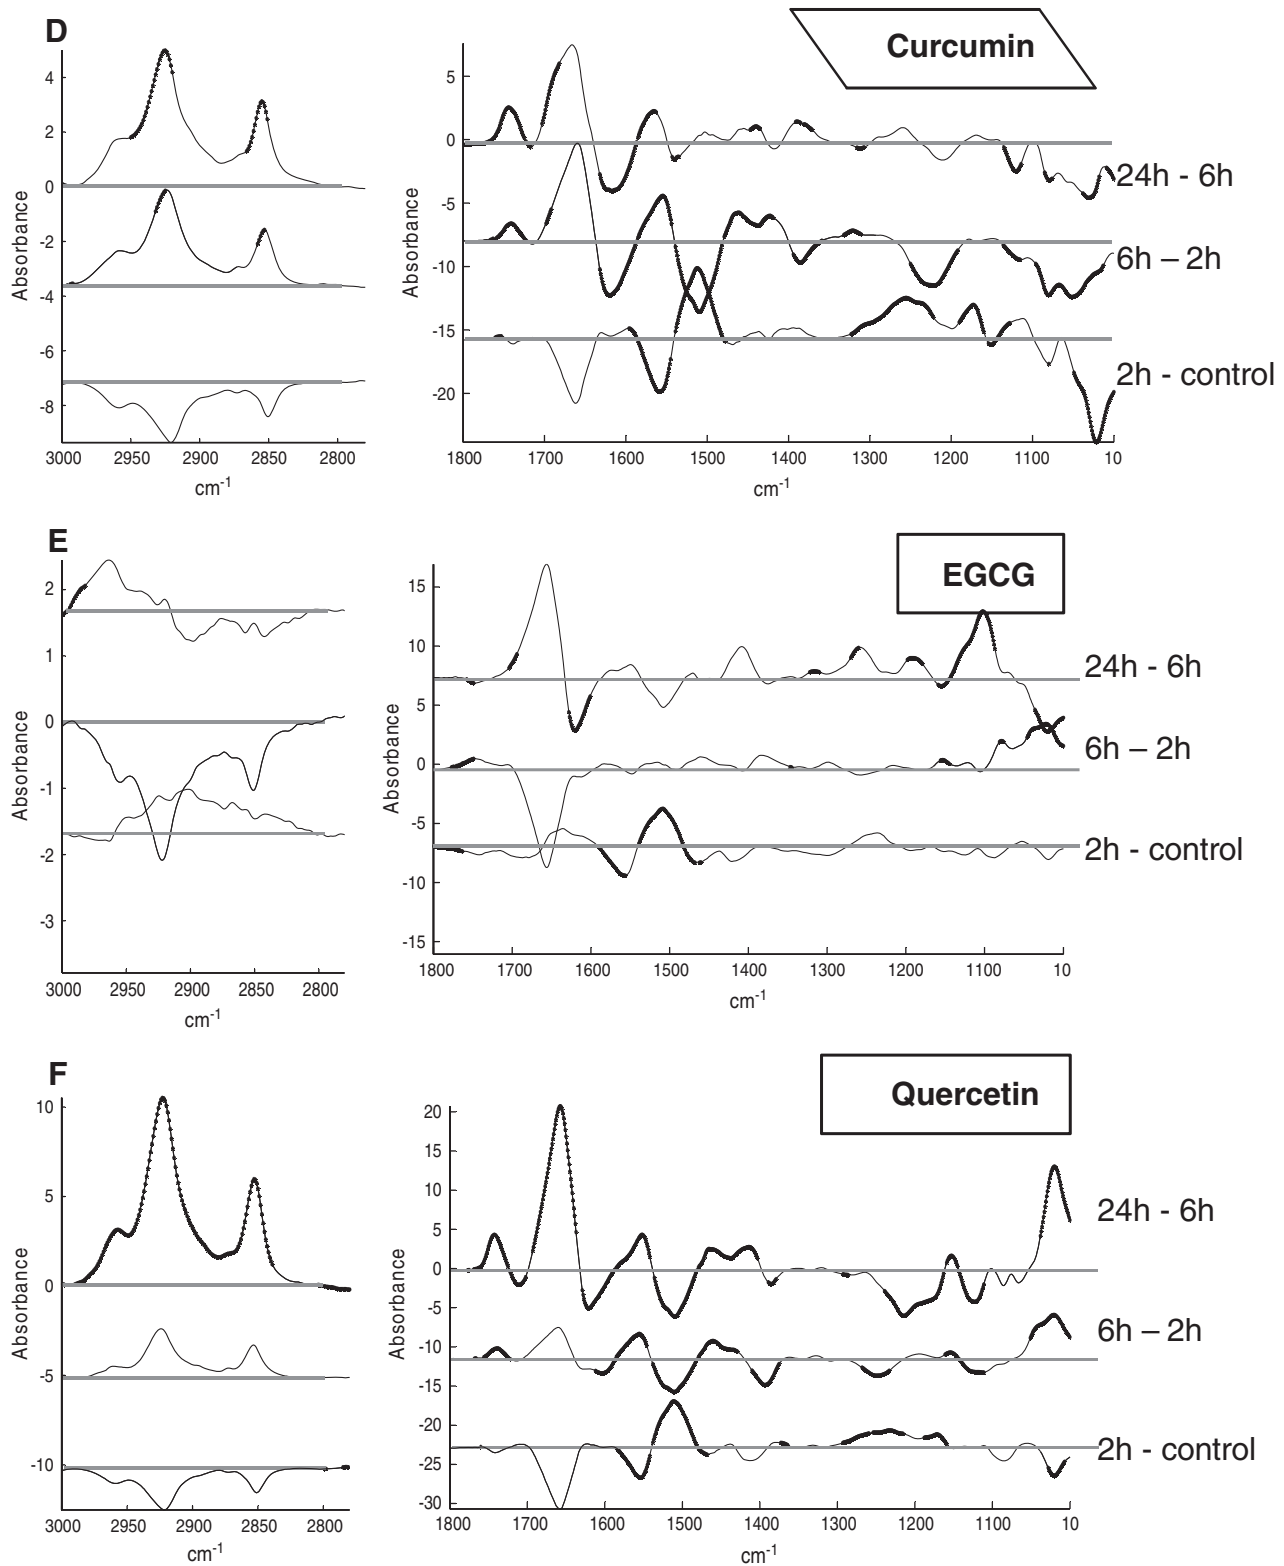 D
Curcumin
4
2
0
-2
-4
-6
-8
Absorbance
3000 2950 2900 2850 2800
cm-1
5
0
-5
-10
-15
-20
Absorbance
1800 1700 1600 1500 1400 1300 1200 1100 10
cm-1
24h - 6h
6h – 2h
2h - control
E
EGCG
2
1
0
-1
-2
-3
Absorbance
3000 2950 2900 2850 2800
cm-1
15
10
5
0
-5
-10
-15
Absorbance
1800 1700 1600 1500 1400 1300 1200 1100 10
cm-1
24h - 6h
6h – 2h
2h - control
F
Quercetin
10
5
0
-5
-10
Absorbance
3000 2950 2900 2850 2800
cm-1
20
15
10
5
0
-5
-10
-15
-20
-25
-30
Absorbance
1800 1700 1600 1500 1400 1300 1200 1100 10
cm-1
24h - 6h
6h – 2h
2h - control